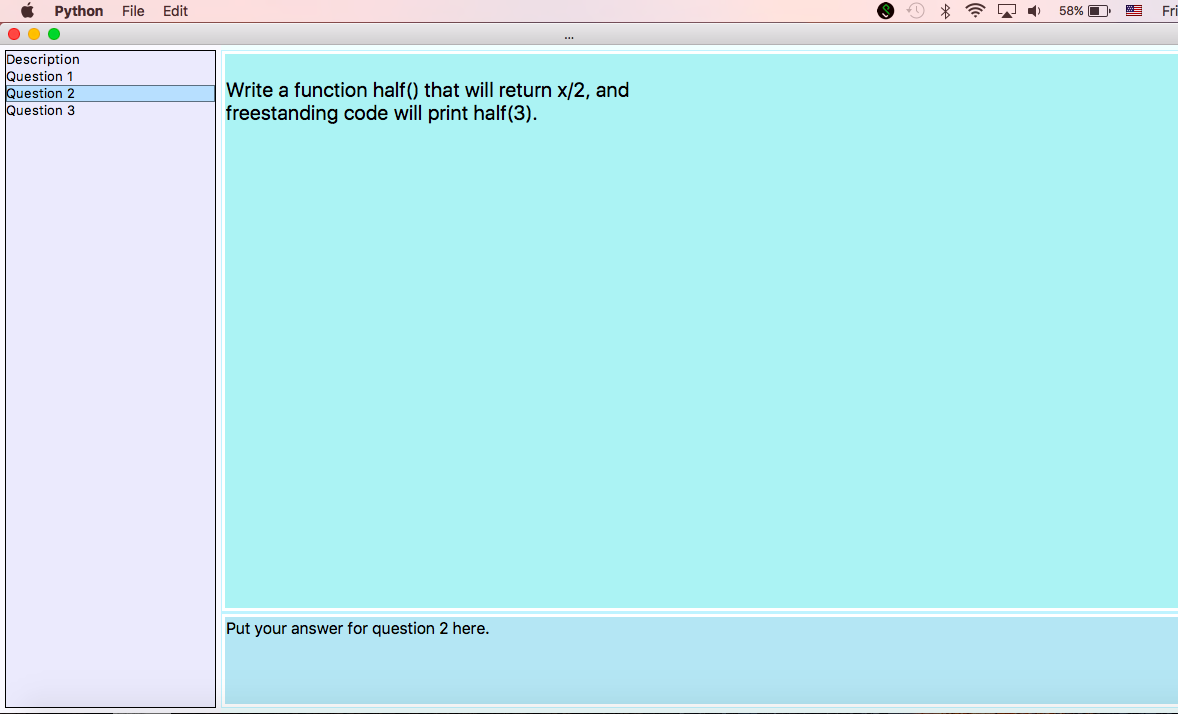 Python File Edit 58% Fri
...
Description
Question 1
Question 2
Question 3
Write a function half() that will return x/2, and
freestanding code will print half(3).
Put your answer for question 2 here.